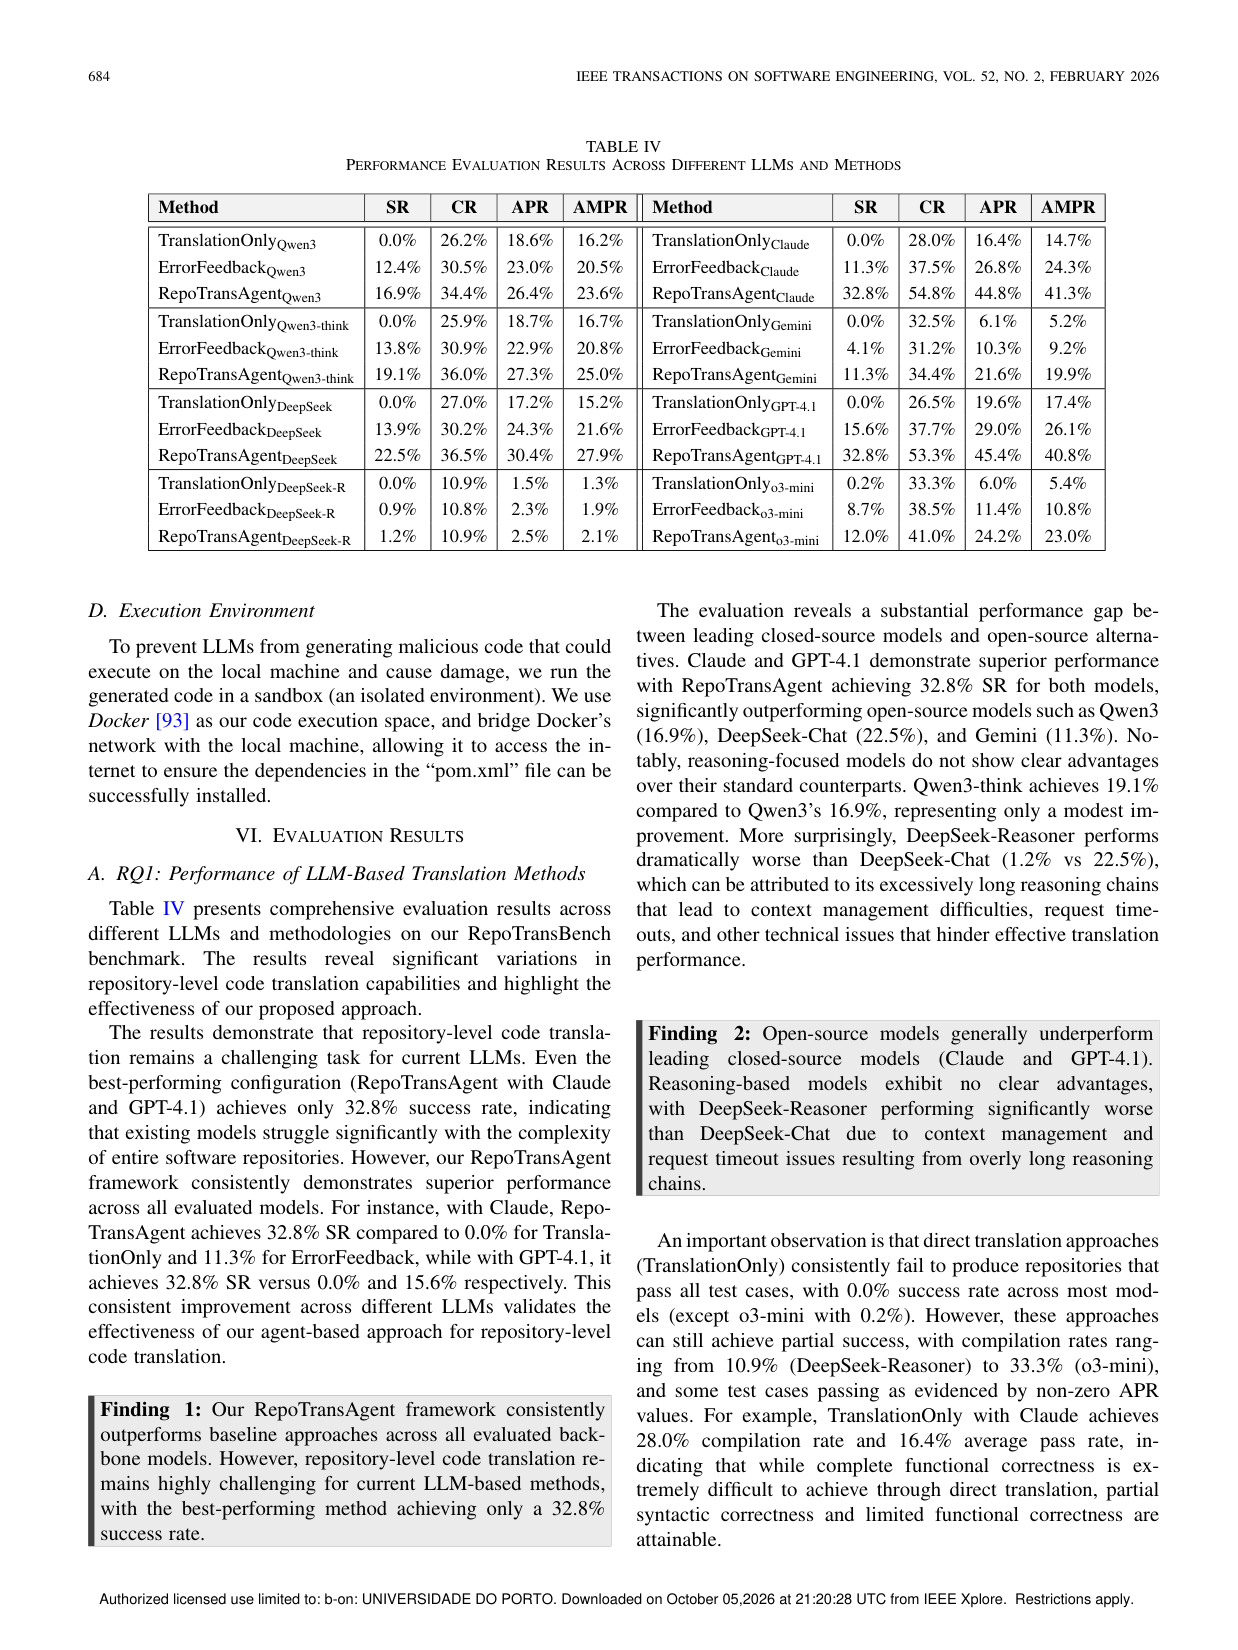 684
IEEE TRANSACTIONS ON SOFTWARE ENGINEERING, VOL. 52, NO. 2, FEBRUARY 2026
TABLE IV
PERFORMANCE EVALUATION RESULTS ACROSS DIFFERENT LLMS AND METHODS
Method SR CR APR AMPR Method SR CR APR AMPR
TranslationOnlyQwen3 0.0% 26.2% 18.6% 16.2% TranslationOnlyClaude 0.0% 28.0% 16.4% 14.7%
ErrorFeedbackQwen3 12.4% 30.5% 23.0% 20.5% ErrorFeedbackClaude 11.3% 37.5% 26.8% 24.3%
RepoTransAgentQwen3 16.9% 34.4% 26.4% 23.6% RepoTransAgentClaude 32.8% 54.8% 44.8% 41.3%
TranslationOnlyQwen3-think 0.0% 25.9% 18.7% 16.7% TranslationOnlyGemini 0.0% 32.5% 6.1% 5.2%
ErrorFeedbackQwen3-think 13.8% 30.9% 22.9% 20.8% ErrorFeedbackGemini 4.1% 31.2% 10.3% 9.2%
RepoTransAgentQwen3-think 19.1% 36.0% 27.3% 25.0% RepoTransAgentGemini 11.3% 34.4% 21.6% 19.9%
TranslationOnlyDeepSeek 0.0% 27.0% 17.2% 15.2% TranslationOnlyGPT-4.1 0.0% 26.5% 19.6% 17.4%
ErrorFeedbackDeepSeek 13.9% 30.2% 24.3% 21.6% ErrorFeedbackGPT-4.1 15.6% 37.7% 29.0% 26.1%
RepoTransAgentDeepSeek 22.5% 36.5% 30.4% 27.9% RepoTransAgentGPT-4.1 32.8% 53.3% 45.4% 40.8%
TranslationOnlyDeepSeek-R 0.0% 10.9% 1.5% 1.3% TranslationOnlyo3-mini 0.2% 33.3% 6.0% 5.4%
ErrorFeedbackDeepSeek-R 0.9% 10.8% 2.3% 1.9% ErrorFeedbacko3-mini 8.7% 38.5% 11.4% 10.8%
RepoTransAgentDeepSeek-R 1.2% 10.9% 2.5% 2.1% RepoTransAgento3-mini 12.0% 41.0% 24.2% 23.0%
D. Execution Environment
To prevent LLMs from generating malicious code that could
execute on the local machine and cause damage, we run the
generated code in a sandbox (an isolated environment). We use
Docker [93] as our code execution space, and bridge Docker's
network with the local machine, allowing it to access the in-
ternet to ensure the dependencies in the “pom.xml” file can be
successfully installed.
VI. EVALUATION RESULTS
A. RQ1: Performance of LLM-Based Translation Methods
Table IV presents comprehensive evaluation results across
different LLMs and methodologies on our RepoTransBench
benchmark. The results reveal significant variations in
repository-level code translation capabilities and highlight the
effectiveness of our proposed approach.
The results demonstrate that repository-level code transla-
tion remains a challenging task for current LLMs. Even the
best-performing configuration (RepoTransAgent with Claude
and GPT-4.1) achieves only 32.8% success rate, indicating
that existing models struggle significantly with the complexity
of entire software repositories. However, our RepoTransAgent
framework consistently demonstrates superior performance
across all evaluated models. For instance, with Claude, Repo-
TransAgent achieves 32.8% SR compared to 0.0% for Transla-
tionOnly and 11.3% for ErrorFeedback, while with GPT-4.1, it
achieves 32.8% SR versus 0.0% and 15.6% respectively. This
consistent improvement across different LLMs validates the
effectiveness of our agent-based approach for repository-level
code translation.
Finding 1: Our RepoTransAgent framework consistently
outperforms baseline approaches across all evaluated back-
bone models. However, repository-level code translation re-
mains highly challenging for current LLM-based methods,
with the best-performing method achieving only a 32.8%
success rate.
The evaluation reveals a substantial performance gap be-
tween leading closed-source models and open-source alterna-
tives. Claude and GPT-4.1 demonstrate superior performance
with RepoTransAgent achieving 32.8% SR for both models,
significantly outperforming open-source models such as Qwen3
(16.9%), DeepSeek-Chat (22.5%), and Gemini (11.3%). No-
tably, reasoning-focused models do not show clear advantages
over their standard counterparts. Qwen3-think achieves 19.1%
compared to Qwen3's 16.9%, representing only a modest im-
provement. More surprisingly, DeepSeek-Reasoner performs
dramatically worse than DeepSeek-Chat (1.2% vs 22.5%),
which can be attributed to its excessively long reasoning chains
that lead to context management difficulties, request time-
outs, and other technical issues that hinder effective translation
performance.
Finding 2: Open-source models generally underperform
leading closed-source models (Claude and GPT-4.1).
Reasoning-based models exhibit no clear advantages,
with DeepSeek-Reasoner performing significantly worse
than DeepSeek-Chat due to context management and
request timeout issues resulting from overly long reasoning
chains.
An important observation is that direct translation approaches
(TranslationOnly) consistently fail to produce repositories that
pass all test cases, with 0.0% success rate across most mod-
els (except o3-mini with 0.2%). However, these approaches
can still achieve partial success, with compilation rates rang-
ing from 10.9% (DeepSeek-Reasoner) to 33.3% (o3-mini),
and some test cases passing as evidenced by non-zero APR
values. For example, TranslationOnly with Claude achieves
28.0% compilation rate and 16.4% average pass rate, in-
dicating that while complete functional correctness is ex-
tremely difficult to achieve through direct translation, partial
syntactic correctness and limited functional correctness are
attainable.
Authorized licensed use limited to: b-on: UNIVERSIDADE DO PORTO. Downloaded on October 05,2026 at 21:20:28 UTC from IEEE Xplore. Restrictions apply.